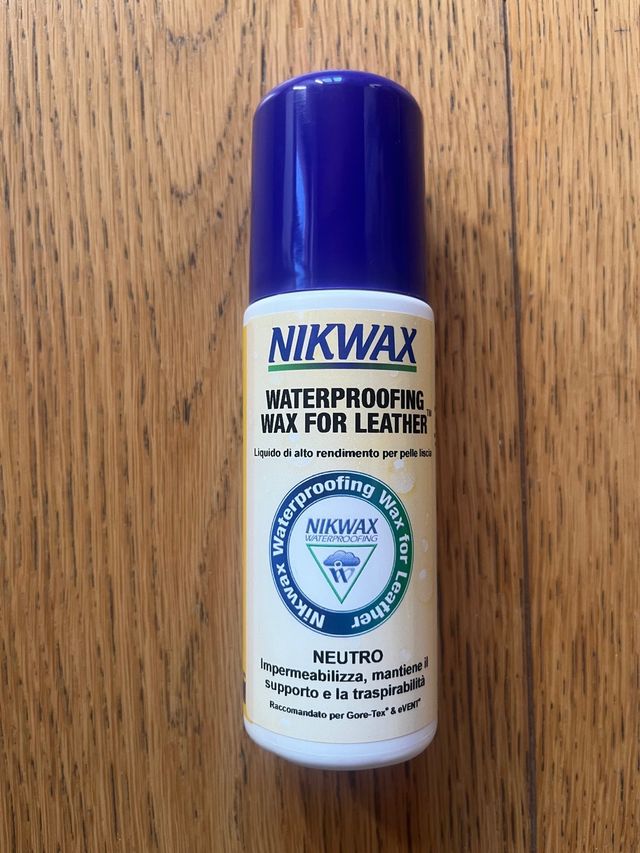 NIKWAX
WATERPROOFING
WAX FOR LEATHER™
Liquido di alto rendimento per pelle liscia
Nikwax Waterproofing Wax for Leather
NIKWAX
WATERPROOFING
W
NEUTRO
Impermeabilizza, mantiene il
supporto e la traspirabilità
Raccomandato per Gore-Tex® & eVENT®